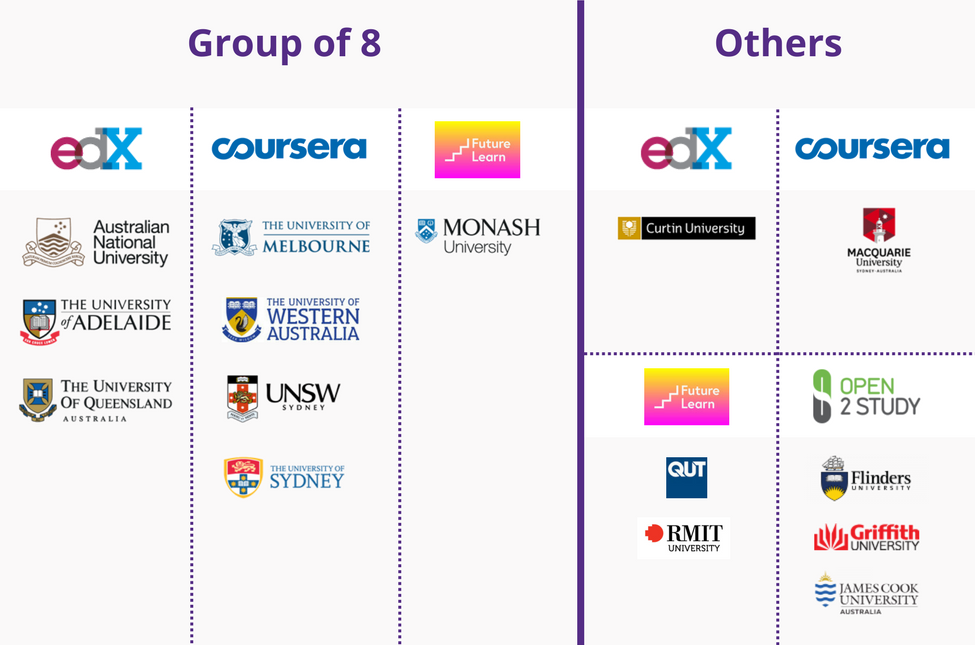 Group of 8
edX
coursera
Future
Learn
Australian
National
University
THE UNIVERSITY
of ADELAIDE
THE UNIVERSITY
OF QUEENSLAND
AUSTRALIA
THE UNIVERSITY OF
MELBOURNE
THE UNIVERSITY OF
WESTERN
AUSTRALIA
UNSW
SYDNEY
THE UNIVERSITY OF
SYDNEY
MONASH
University
Others
edX
coursera
Curtin University
MACQUARIE
University
SYDNEY·AUSTRALIA
Future
Learn
OPEN
2 STUDY
QUT
RMIT
UNIVERSITY
Flinders
UNIVERSITY
Griffith
UNIVERSITY
JAMES COOK
UNIVERSITY
AUSTRALIA